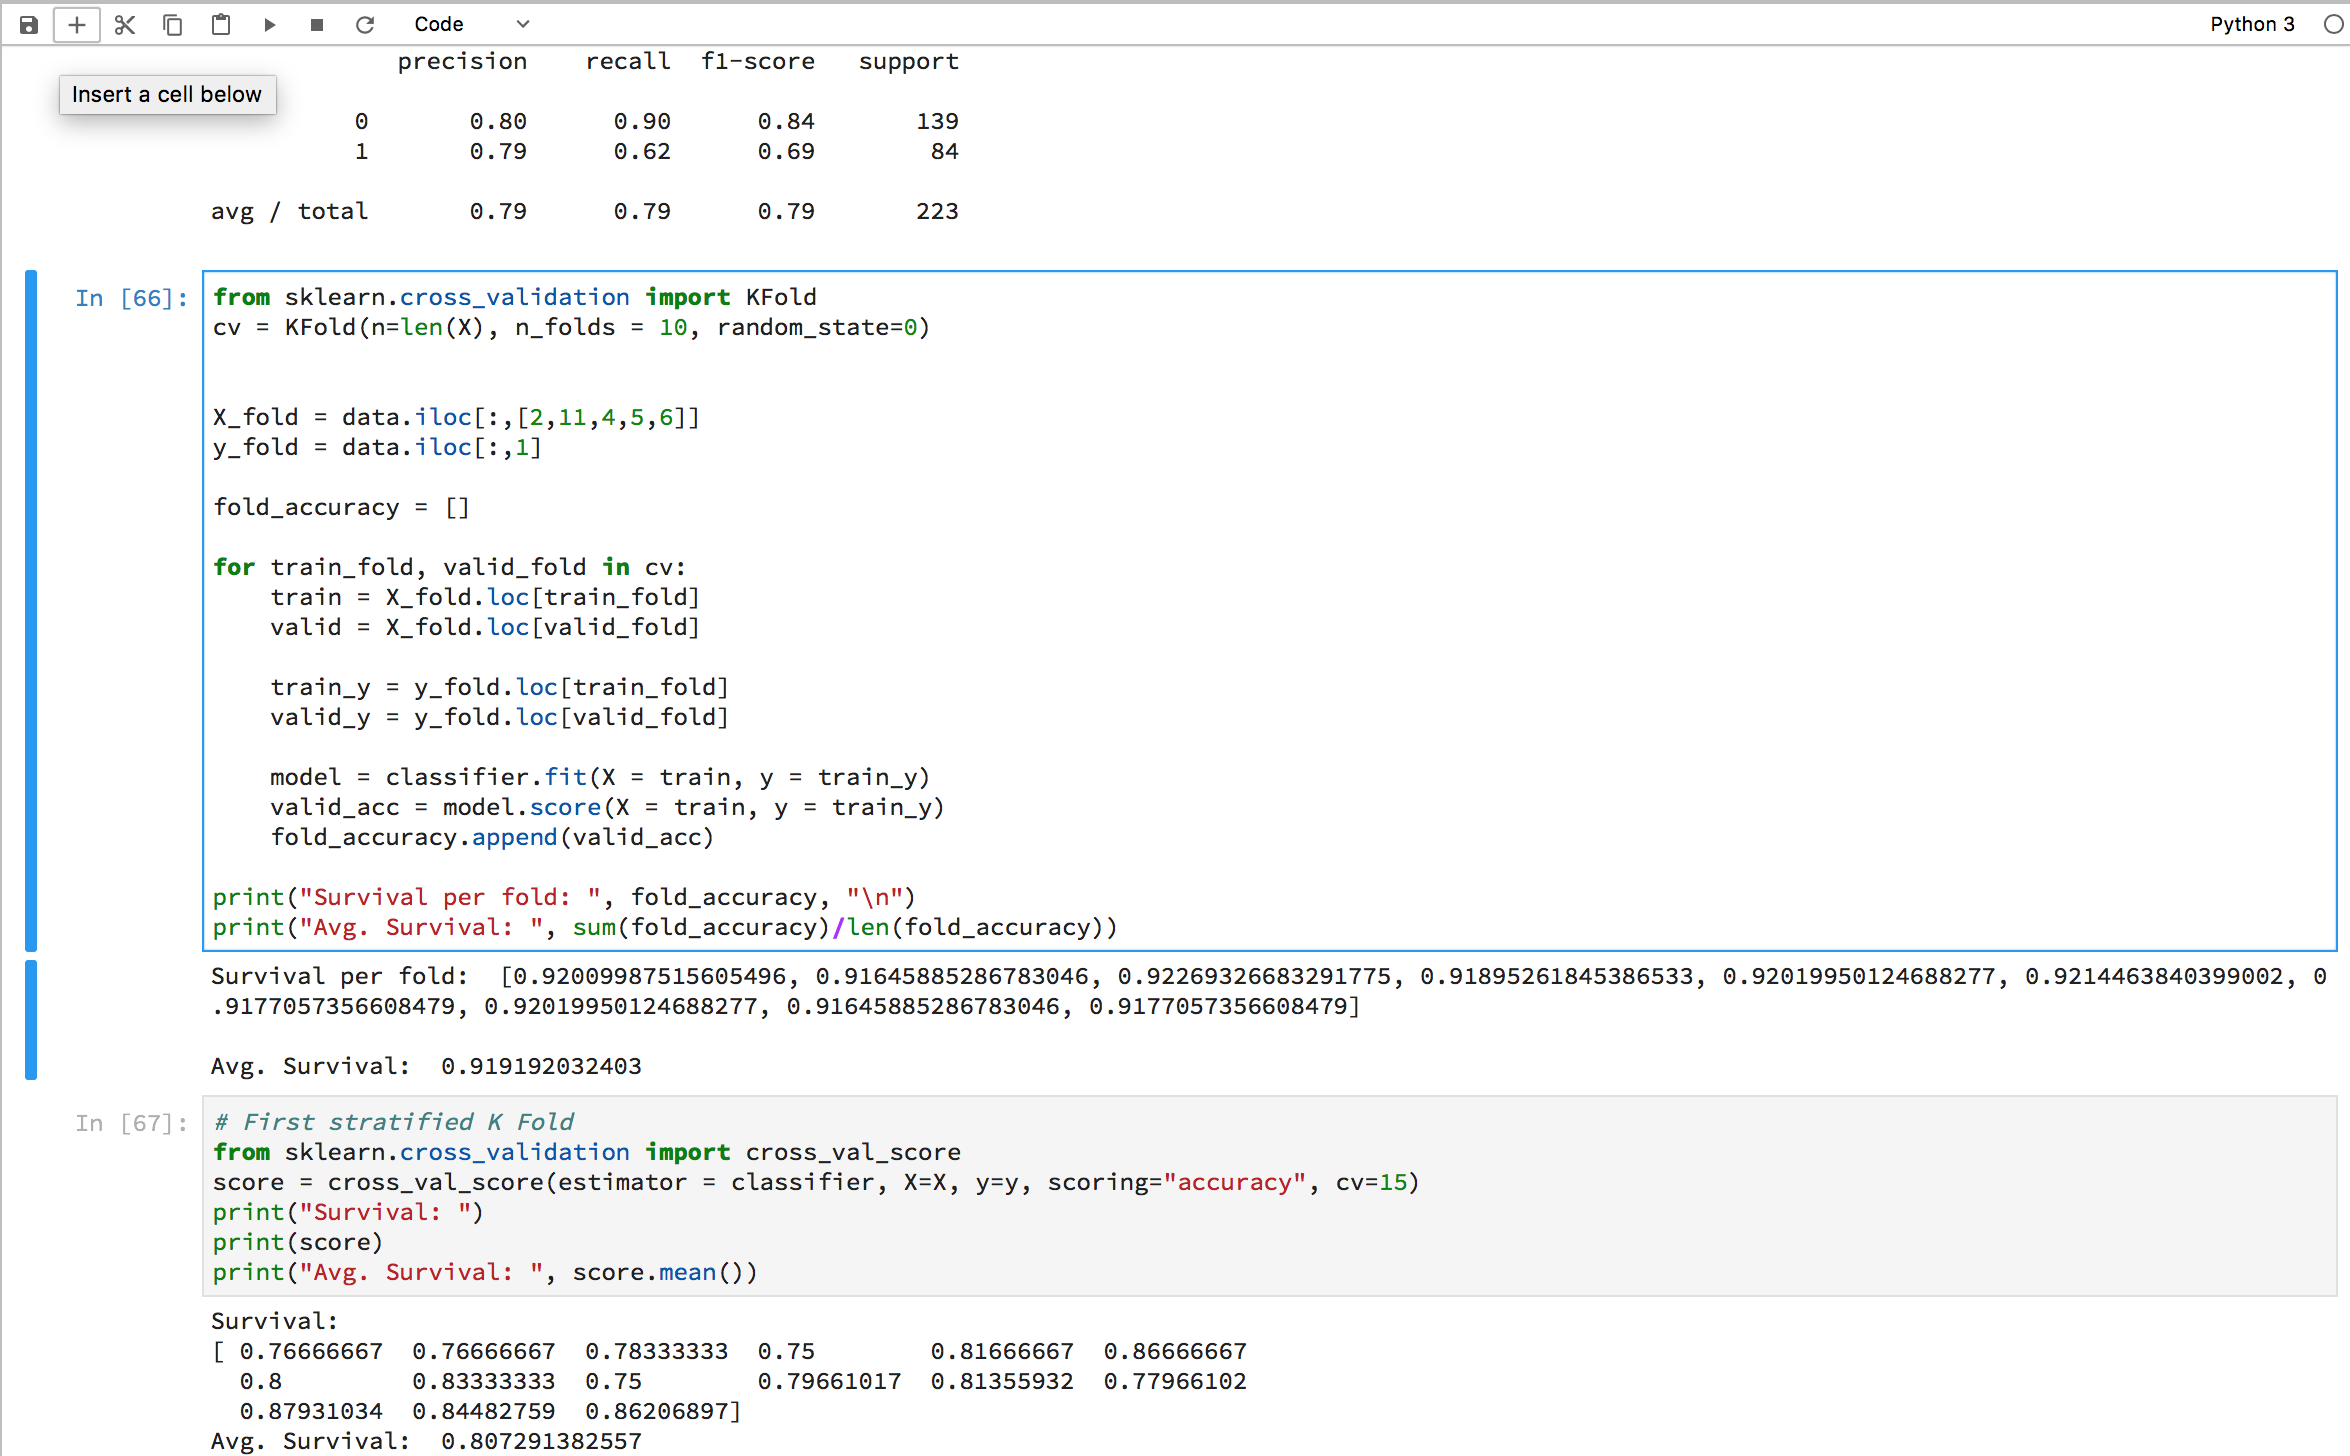 Code
Python 3
precision    recall  f1-score   support
Insert a cell below
0       0.80      0.90      0.84       139
1       0.79      0.62      0.69        84
avg / total       0.79      0.79      0.79       223
In [66]:
from sklearn.cross_validation import KFold
cv = KFold(n=len(X), n_folds = 10, random_state=0)
X_fold = data.iloc[:,[2,11,4,5,6]]
y_fold = data.iloc[:,1]
fold_accuracy = []
for train_fold, valid_fold in cv:
    train = X_fold.loc[train_fold]
    valid = X_fold.loc[valid_fold]
    train_y = y_fold.loc[train_fold]
    valid_y = y_fold.loc[valid_fold]
    model = classifier.fit(X = train, y = train_y)
    valid_acc = model.score(X = train, y = train_y)
    fold_accuracy.append(valid_acc)
print("Survival per fold: ", fold_accuracy, "\n")
print("Avg. Survival: ", sum(fold_accuracy)/len(fold_accuracy))
Survival per fold:  [0.92009987515605496, 0.91645885286783046, 0.92269326683291775, 0.91895261845386533, 0.92019950124688277, 0.9214463840399002, 0
.9177057356608479, 0.92019950124688277, 0.91645885286783046, 0.9177057356608479]
Avg. Survival:  0.919192032403
In [67]:
# First stratified K Fold
from sklearn.cross_validation import cross_val_score
score = cross_val_score(estimator = classifier, X=X, y=y, scoring="accuracy", cv=15)
print("Survival: ")
print(score)
print("Avg. Survival: ", score.mean())
Survival:
[ 0.76666667  0.76666667  0.78333333  0.75        0.81666667  0.86666667
  0.8         0.83333333  0.75        0.79661017  0.81355932  0.77966102
  0.87931034  0.84482759  0.86206897]
Avg. Survival:  0.807291382557